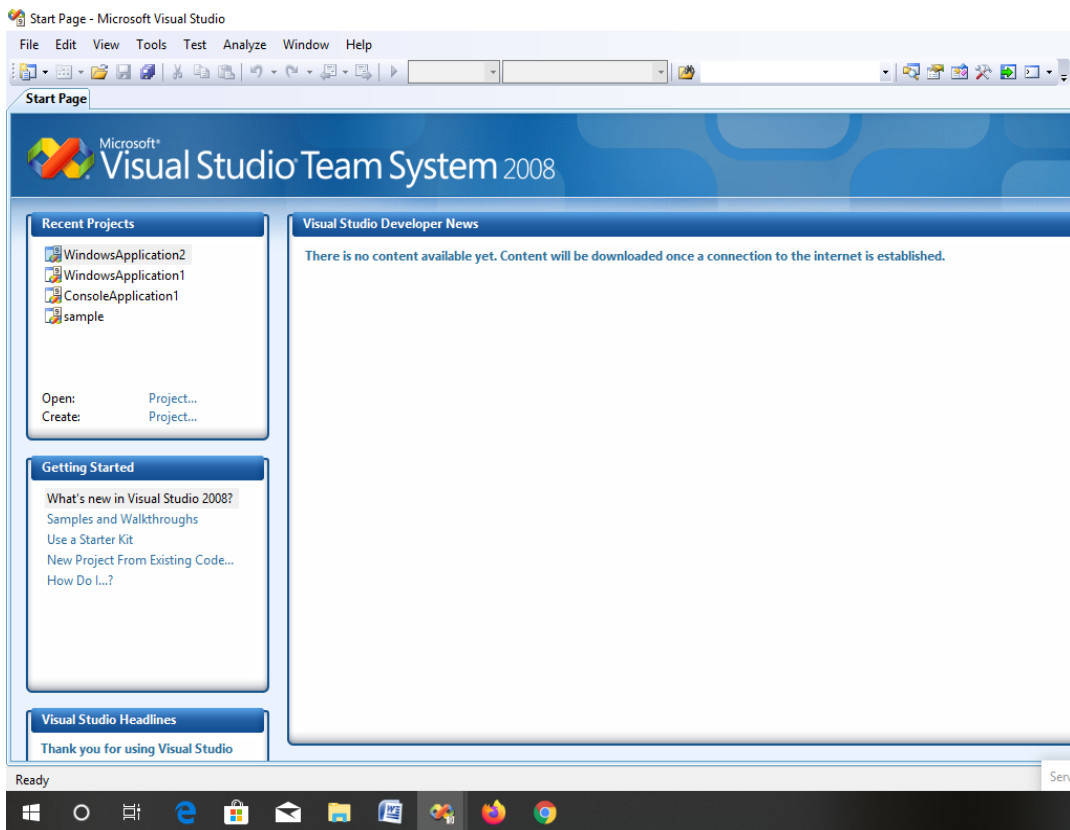 Start Page - Microsoft Visual Studio
File Edit View Tools Test Analyze Window Help
Start Page
Microsoft®
Visual Studio® Team System 2008
Recent Projects
WindowsApplication2
WindowsApplication1
ConsoleApplication1
sample
Open: Project...
Create: Project...
Getting Started
What's new in Visual Studio 2008?
Samples and Walkthroughs
Use a Starter Kit
New Project From Existing Code...
How Do I...?
Visual Studio Headlines
Thank you for using Visual Studio
Visual Studio Developer News
There is no content available yet. Content will be downloaded once a connection to the internet is established.
Ready